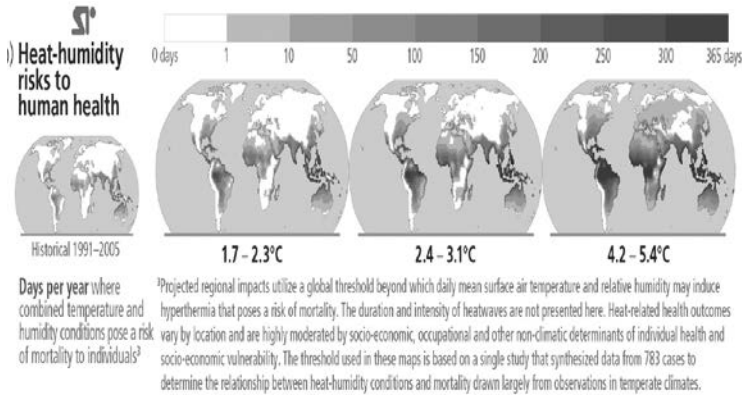 ) Heat-humidity
risks to
human health
0 days 1 10 50 100 150 200 250 300 365 days
Historical 1991–2005
1.7 – 2.3°C
2.4 – 3.1°C
4.2 – 5.4°C
Days per year where
combined temperature and
humidity conditions pose a risk
of mortality to individuals³
³Projected regional impacts utilize a global threshold beyond which daily mean surface air temperature and relative humidity may induce
hyperthermia that poses a risk of mortality. The duration and intensity of heatwaves are not presented here. Heat-related health outcomes
vary by location and are highly moderated by socio-economic, occupational and other non-climatic determinants of individual health and
socio-economic vulnerability. The threshold used in these maps is based on a single study that synthesized data from 783 cases to
determine the relationship between heat-humidity conditions and mortality drawn largely from observations in temperate climates.